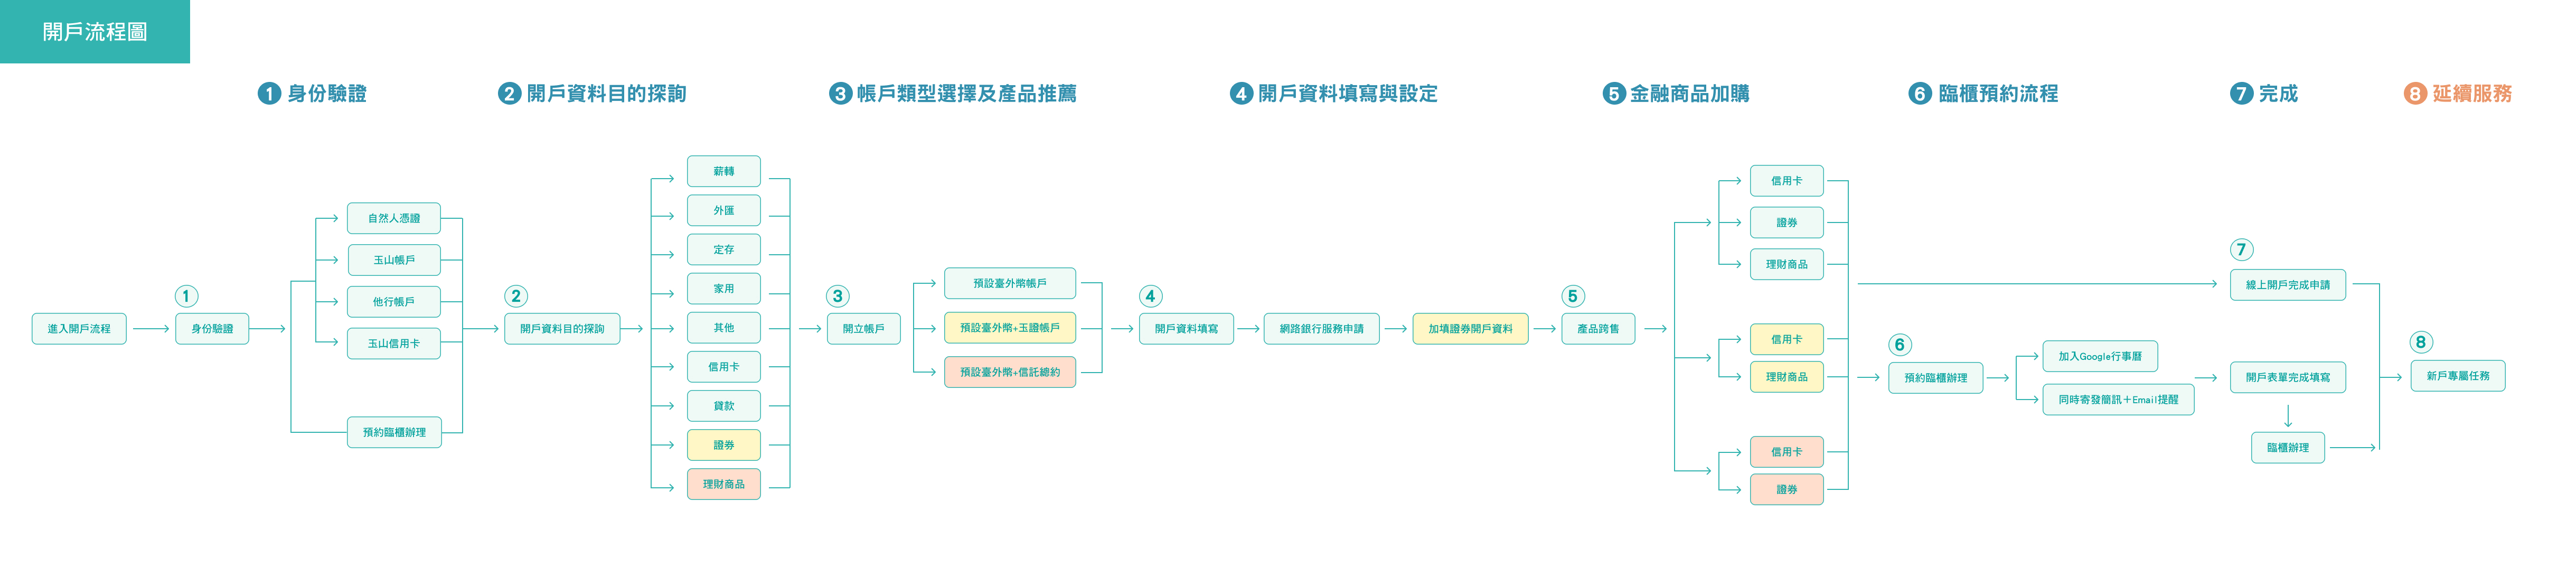 開戶流程圖
1 身份驗證
2 開戶資料目的探詢
3 帳戶類型選擇及產品推薦
4 開戶資料填寫與設定
5 金融商品加購
6 臨櫃預約流程
7 完成
8 延續服務
進入開戶流程
1
身份驗證
自然人憑證
玉山帳戶
他行帳戶
玉山信用卡
預約臨櫃辦理
2
開戶資料目的探詢
薪轉
外匯
定存
家用
其他
信用卡
貸款
證券
理財商品
3
開立帳戶
預設臺外幣帳戶
預設臺外幣+玉證帳戶
預設臺外幣+信託總約
4
開戶資料填寫
網路銀行服務申請
加填證券開戶資料
5
產品跨售
信用卡
證券
理財商品
信用卡
理財商品
信用卡
證券
6
預約臨櫃辦理
加入Google行事曆
同時寄發簡訊＋Email提醒
7
線上開戶完成申請
開戶表單完成填寫
臨櫃辦理
8
新戶專屬任務